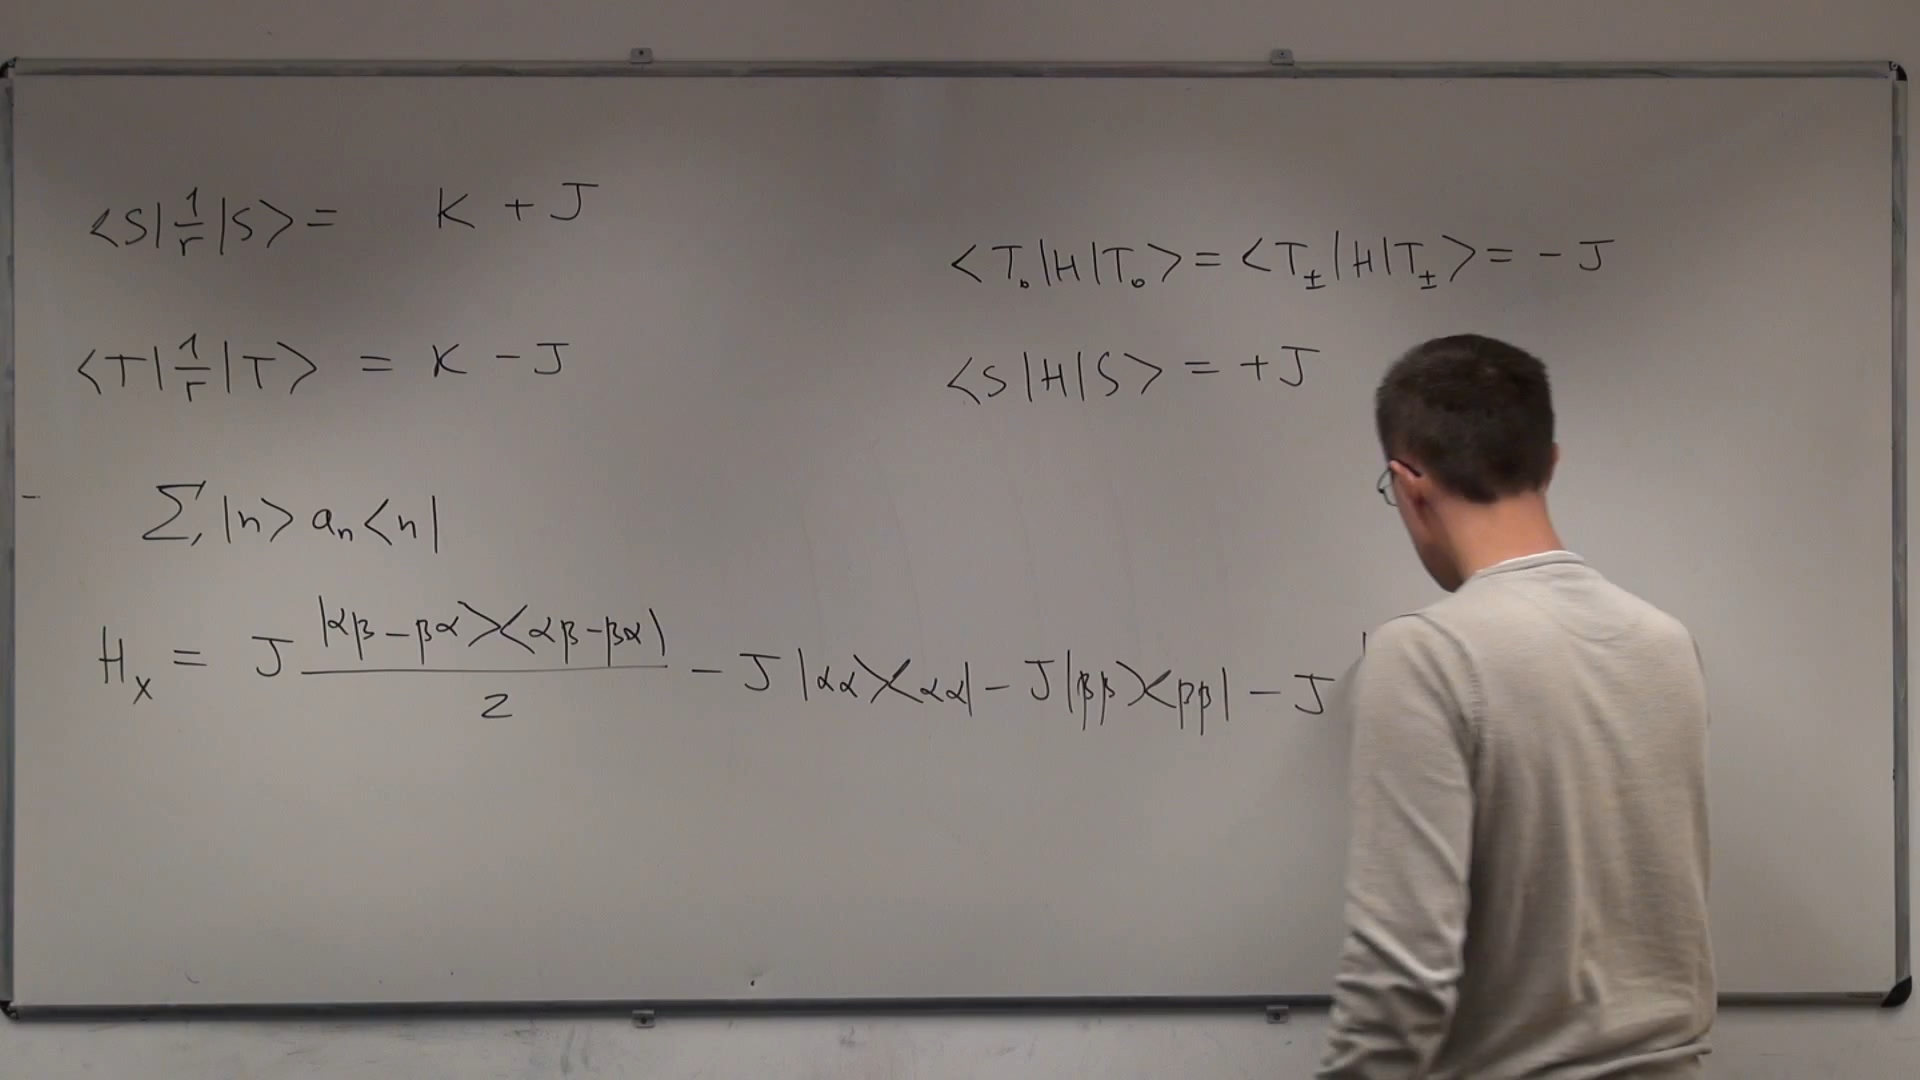 <S|1/r|S> = K + J
<T|1/r|T> = K - J
∑ |n> aₙ <n|
<T₀|H|T₀> = <T±|H|T±> = - J
<S|H|S> = + J
Hₓ = J |αβ-βα><αβ-βα| / 2 - J |αα><αα| - J |ββ><ββ| - J